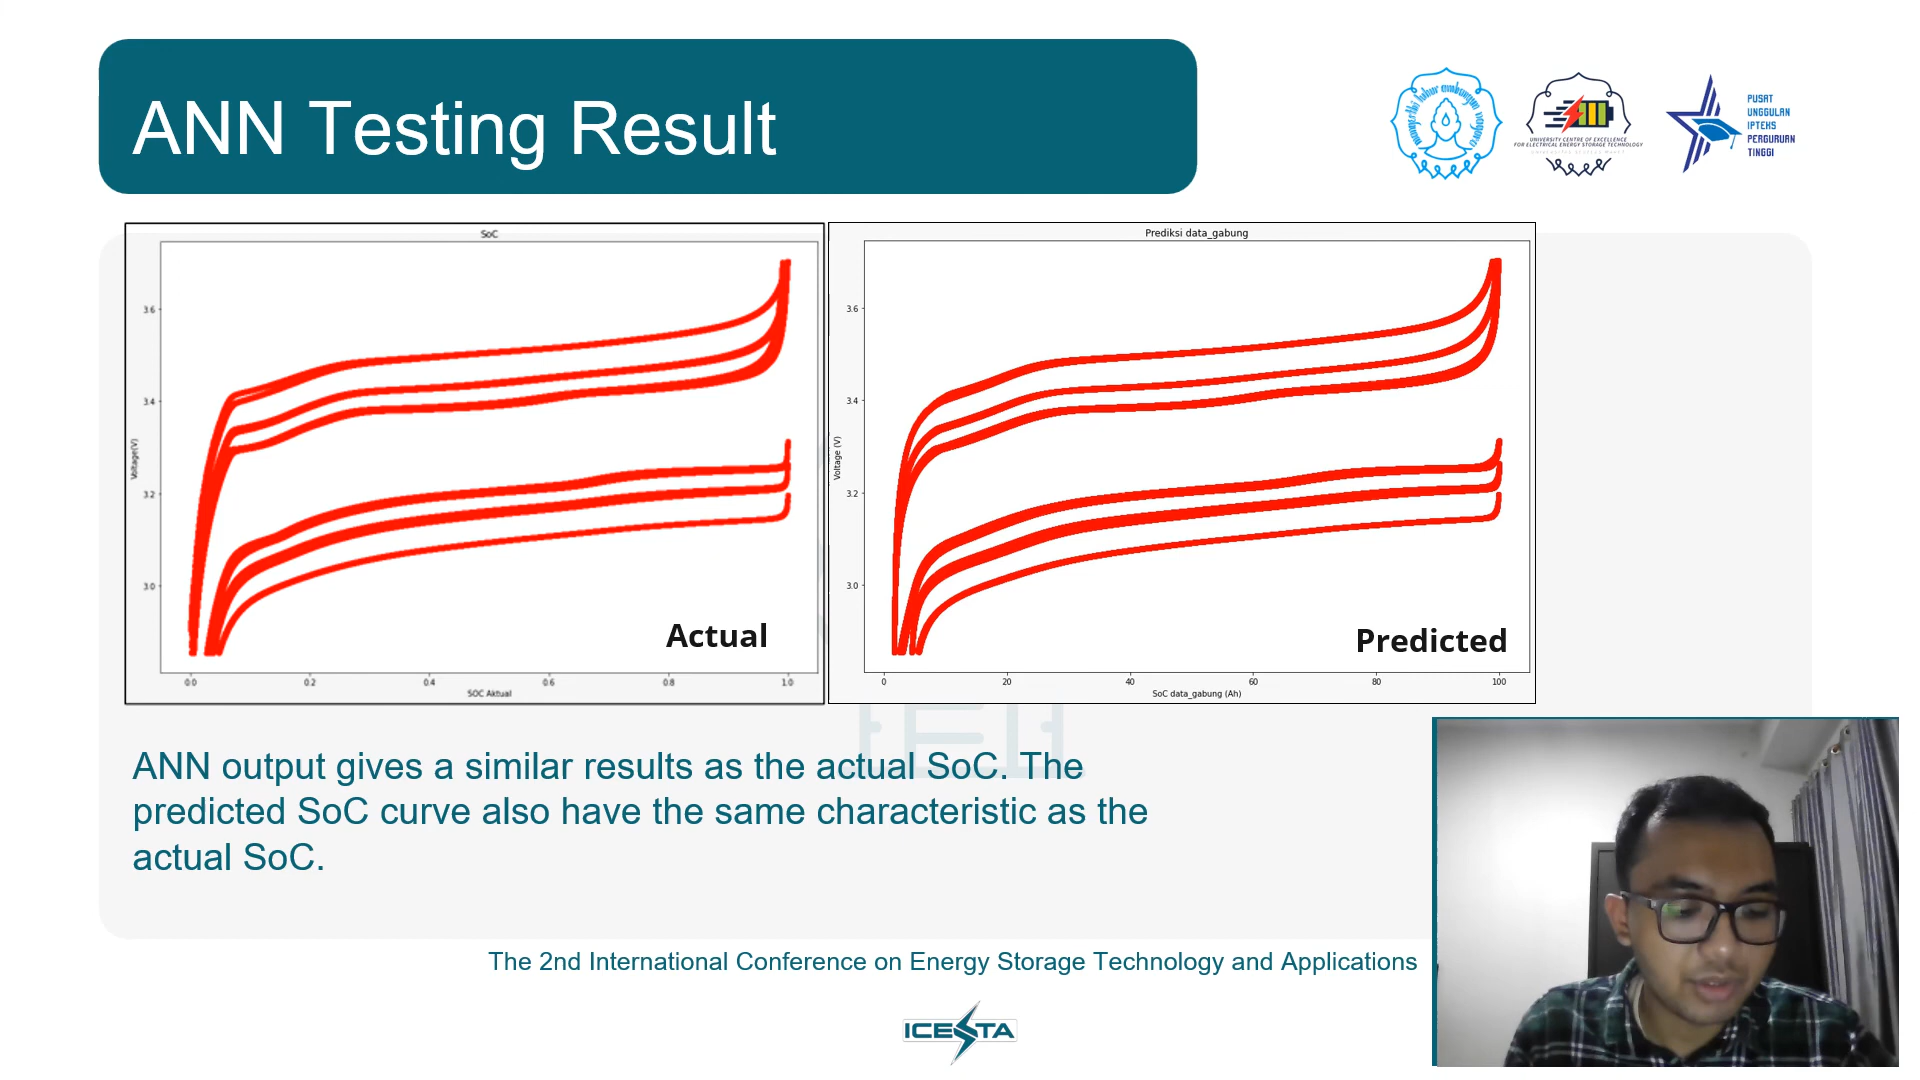 ANN Testing Result
UNIVERSITY CENTRE OF EXCELLENCE
FOR ELECTRICAL ENERGY STORAGE TECHNOLOGY
PUSAT
UNGGULAN
IPTEKS
PERGURUAN
TINGGI
SoC
Voltage(V)
3.6
3.4
3.2
3.0
Actual
0.0 0.2 0.4 0.6 0.8 1.0
SOC Aktual
Prediksi data_gabung
Voltage (V)
3.6
3.4
3.2
3.0
Predicted
0 20 40 60 80 100
SoC data_gabung (Ah)
ANN output gives a similar results as the actual SoC. The
predicted SoC curve also have the same characteristic as the
actual SoC.
The 2nd International Conference on Energy Storage Technology and Applications
ICESTA